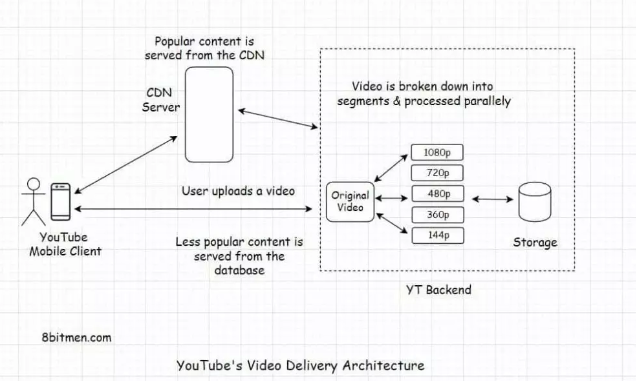 Popular content is
served from the CDN
CDN
Server
Video is broken down into
segments & processed parallely
1080p
720p
480p
360p
144p
Original
Video
Storage
User uploads a video
YouTube
Mobile Client
Less popular content is
served from the
database
YT Backend
8bitmen.com
YouTube's Video Delivery Architecture